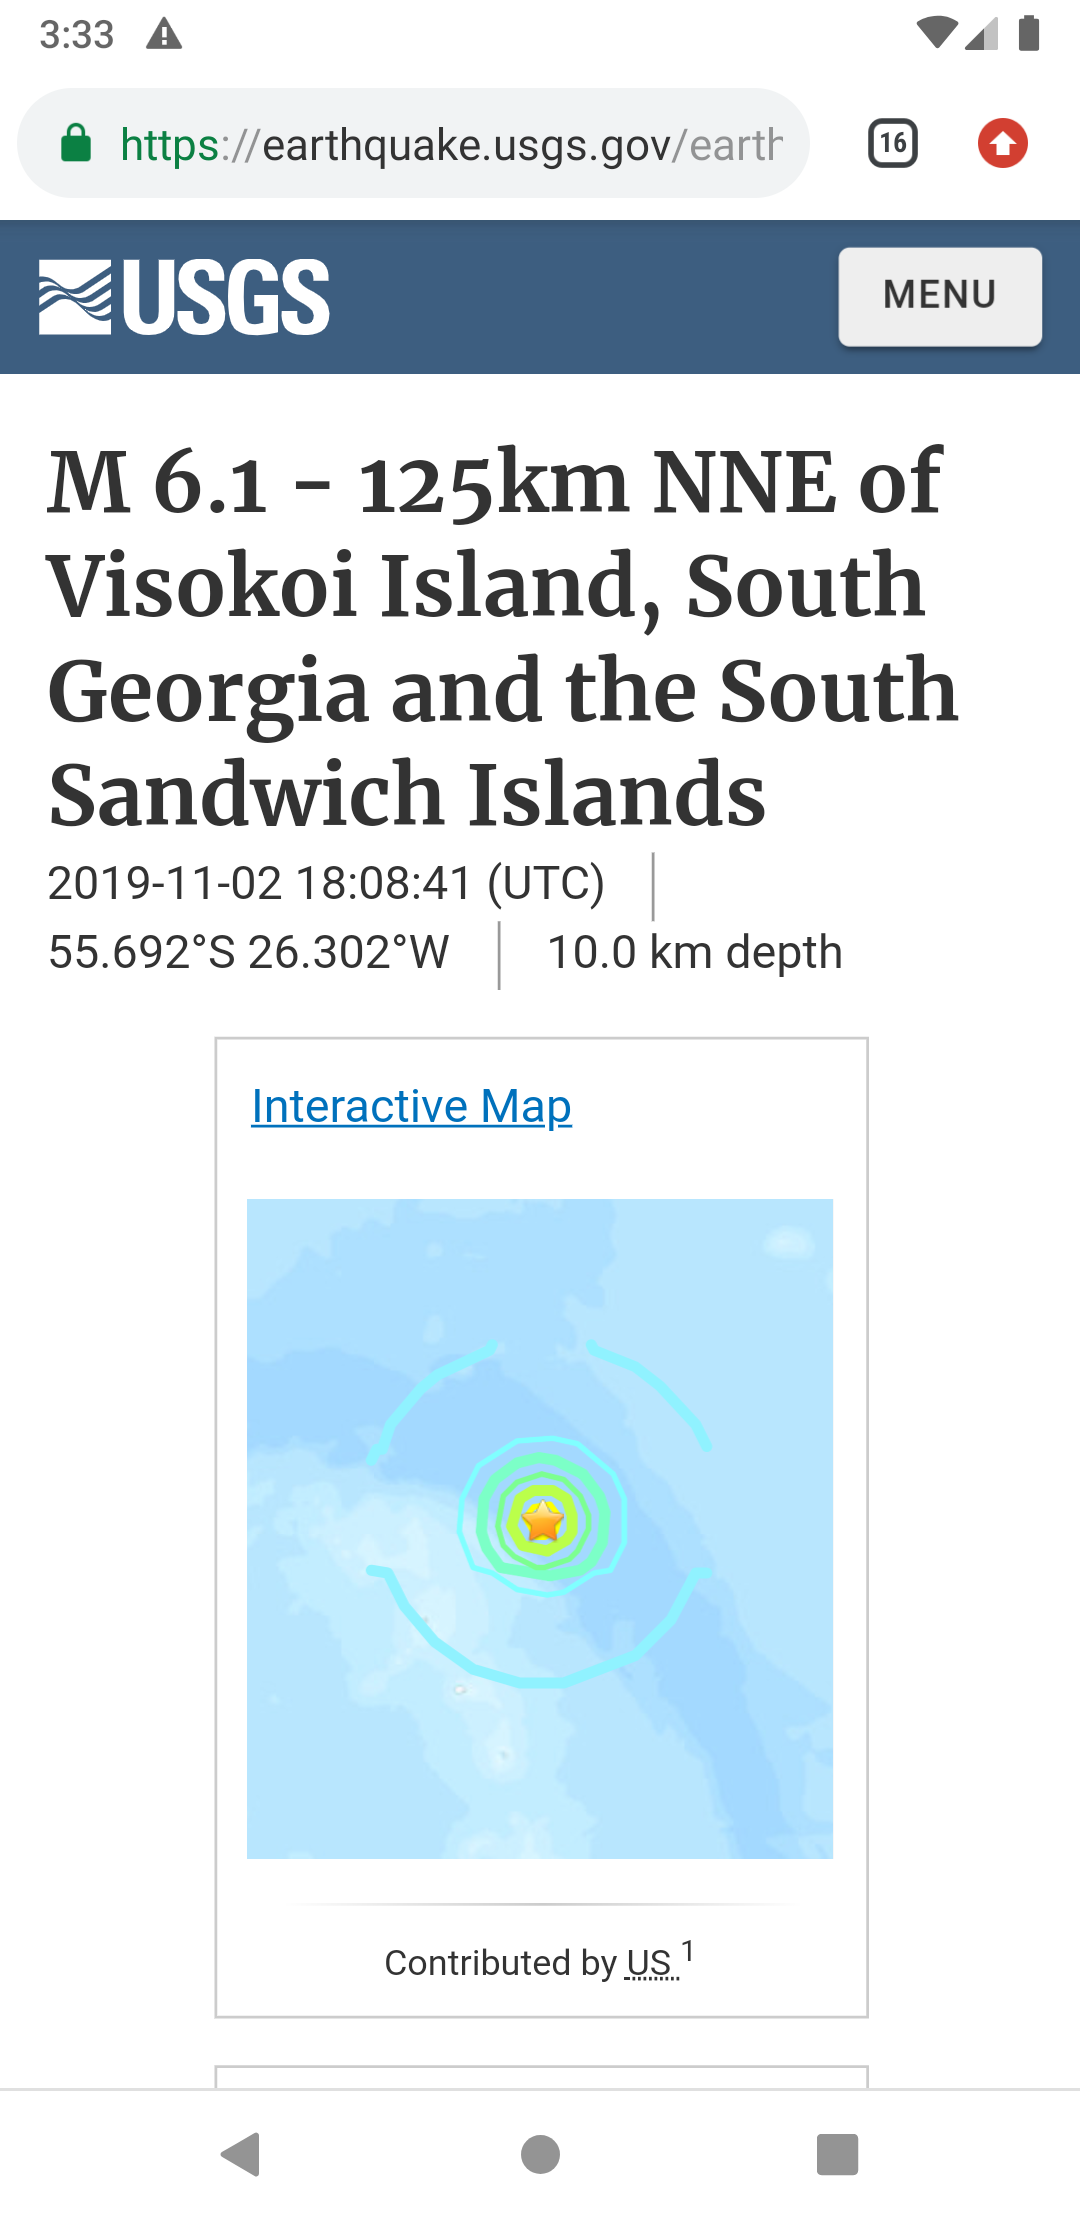 3:33
https://earthquake.usgs.gov/earth
16
USGS
MENU
M 6.1 - 125km NNE of
Visokoi Island, South
Georgia and the South
Sandwich Islands
2019-11-02 18:08:41 (UTC)
55.692°S 26.302°W
10.0 km depth
Interactive Map
Contributed by US 1